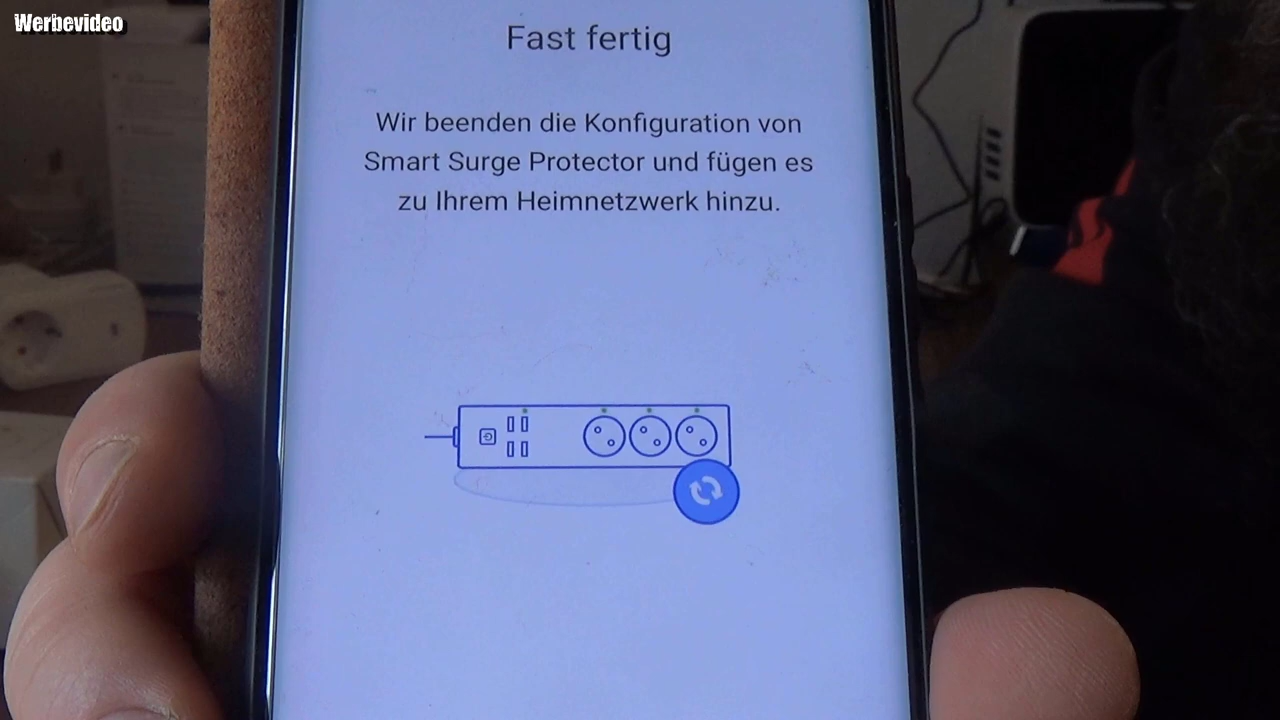 Werbevideo
Fast fertig
Wir beenden die Konfiguration von
Smart Surge Protector und fügen es
zu Ihrem Heimnetzwerk hinzu.